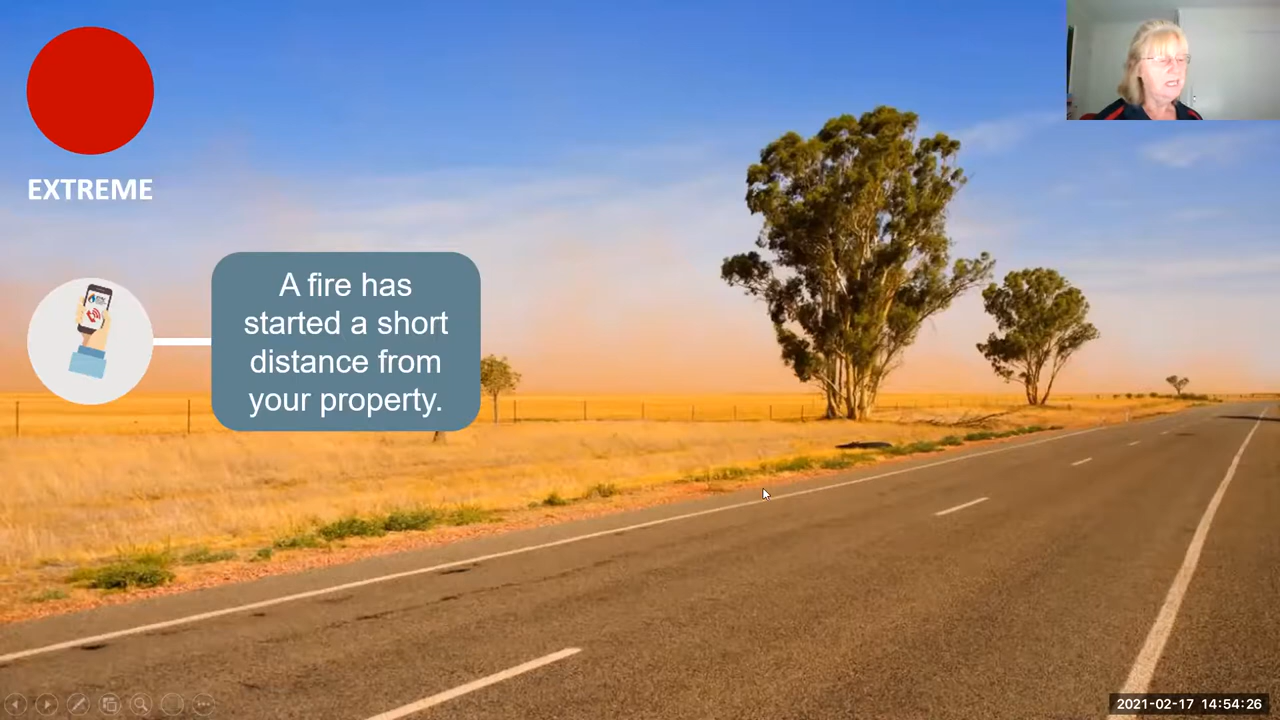 EXTREME
A fire has
started a short
distance from
your property.
2021-02-17 14:54:26